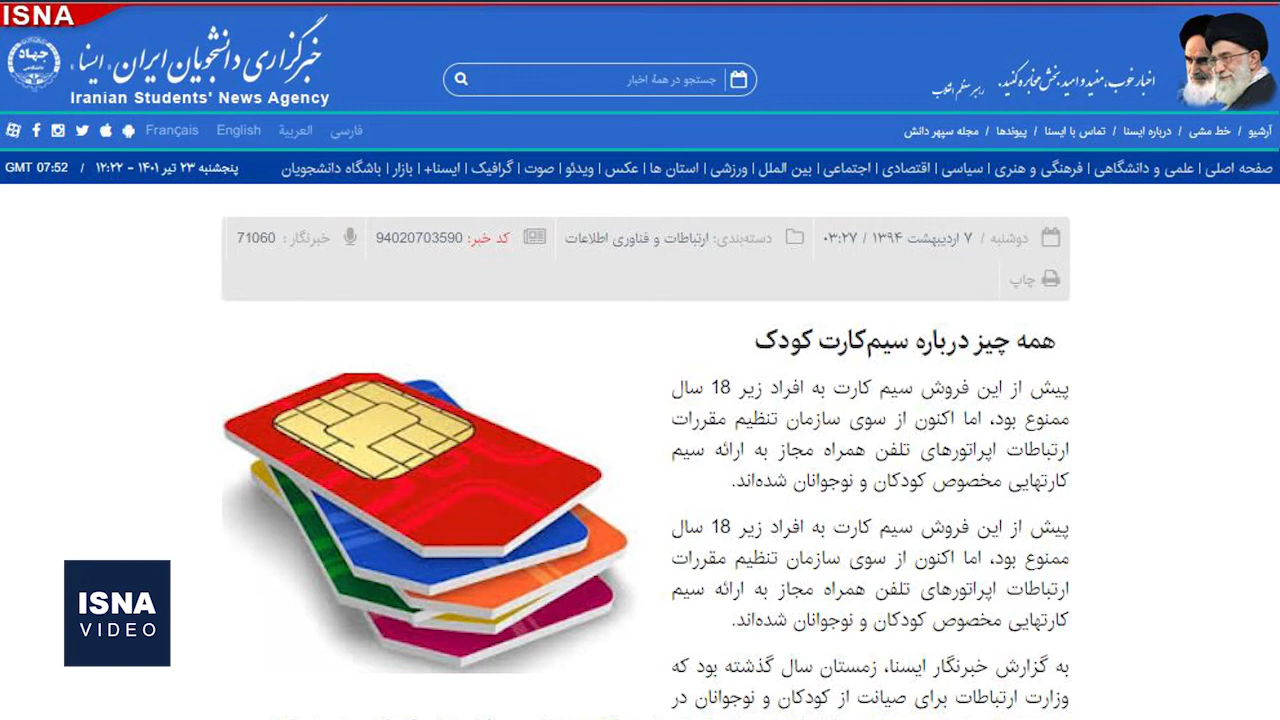 ISNA
خبرگزاری دانشجویان ایران «ایسنا»
Iranian Students' News Agency
جستجو در همهٔ اخبار
اخبار خوب، مفید و امیدبخش مخابره کنید.
رهبر معظم انقلاب
Français English العربية فارسی
آرشیو / خط مشی / درباره ایسنا / تماس با ایسنا / پیوندها / مجله سپهر دانش
صفحه اصلی | علمی و دانشگاهی | فرهنگی و هنری | سیاسی | اقتصادی | اجتماعی | بین الملل | ورزشی | استان ها | عکس | ویدئو | صوت | گرافیک | ایسنا+ | بازار | باشگاه دانشجویان
پنجشنبه ۲۳ تیر ۱۴۰۱ - ۱۲:۲۲ / GMT 07:52
دوشنبه / ۷ اردیبهشت ۱۳۹۴ / ۰۳:۲۷
دسته‌بندی: ارتباطات و فناوری اطلاعات
کد خبر: 94020703590
خبرنگار : 71060
چاپ
همه چیز درباره سیم‌کارت کودک
پیش از این فروش سیم کارت به افراد زیر 18 سال
ممنوع بود، اما اکنون از سوی سازمان تنظیم مقررات
ارتباطات اپراتورهای تلفن همراه مجاز به ارائه سیم
کارتهایی مخصوص کودکان و نوجوانان شده‌اند.
پیش از این فروش سیم کارت به افراد زیر 18 سال
ممنوع بود، اما اکنون از سوی سازمان تنظیم مقررات
ارتباطات اپراتورهای تلفن همراه مجاز به ارائه سیم
کارتهایی مخصوص کودکان و نوجوانان شده‌اند.
به گزارش خبرنگار ایسنا، زمستان سال گذشته بود که
وزارت ارتباطات برای صیانت از کودکان و نوجوانان در
ISNA
VIDEO